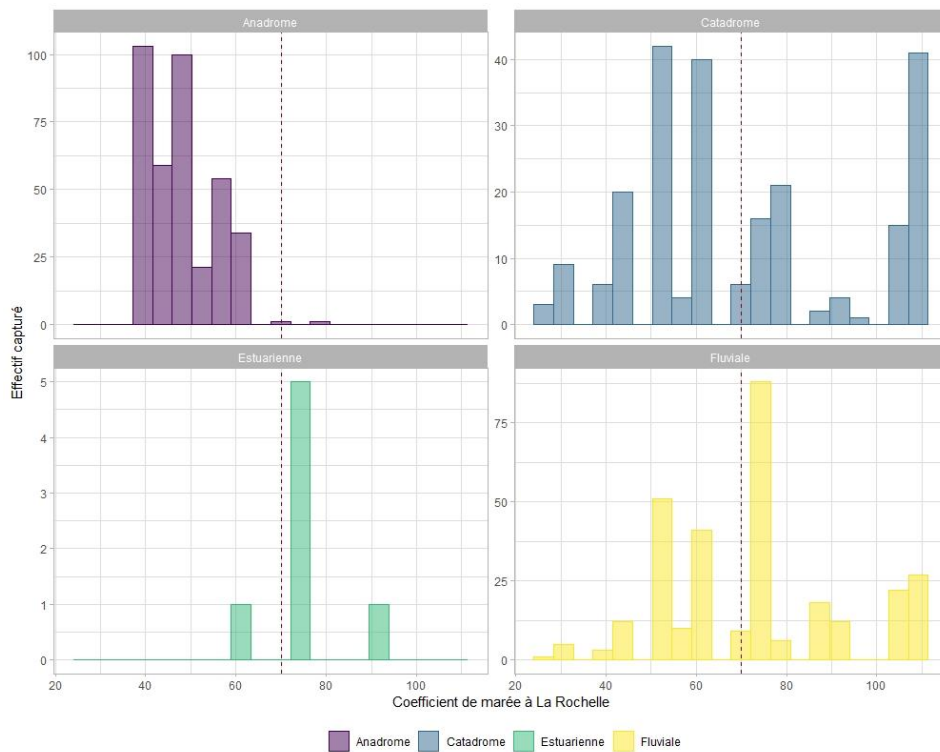 Anadrome
Catadrome
100
75
50
25
0
40
30
20
10
0
Estuarienne
Fluviale
5
4
3
2
1
0
75
50
25
0
20 40 60 80 100
20 40 60 80 100
Effectif capturé
Coefficient de marée à La Rochelle
Anadrome Catadrome Estuarienne Fluviale